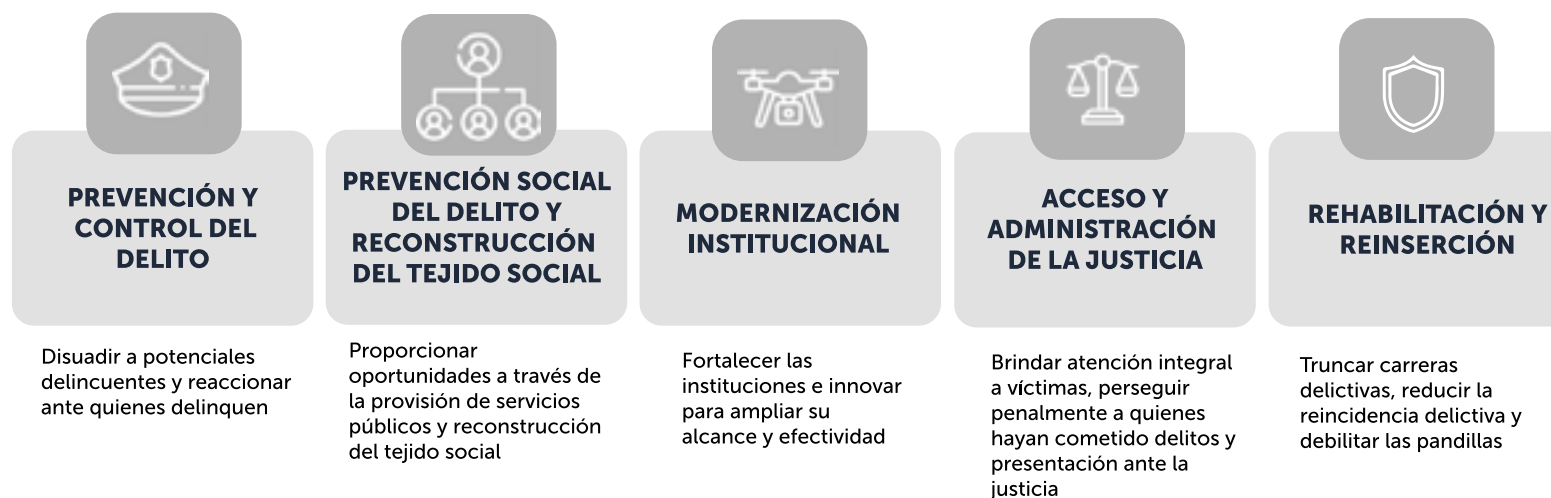 PREVENCIÓN Y
CONTROL DEL
DELITO
Disuadir a potenciales
delincuentes y reaccionar
ante quienes delinquen
PREVENCIÓN SOCIAL
DEL DELITO Y
RECONSTRUCCIÓN
DEL TEJIDO SOCIAL
Proporcionar
oportunidades a través de
la provisión de servicios
públicos y reconstrucción
del tejido social
MODERNIZACIÓN
INSTITUCIONAL
Fortalecer las
instituciones e innovar
para ampliar su
alcance y efectividad
ACCESO Y
ADMINISTRACIÓN
DE LA JUSTICIA
Brindar atención integral
a víctimas, perseguir
penalmente a quienes
hayan cometido delitos y
presentación ante la
justicia
REHABILITACIÓN Y
REINSERCIÓN
Truncar carreras
delictivas, reducir la
reincidencia delictiva y
debilitar las pandillas